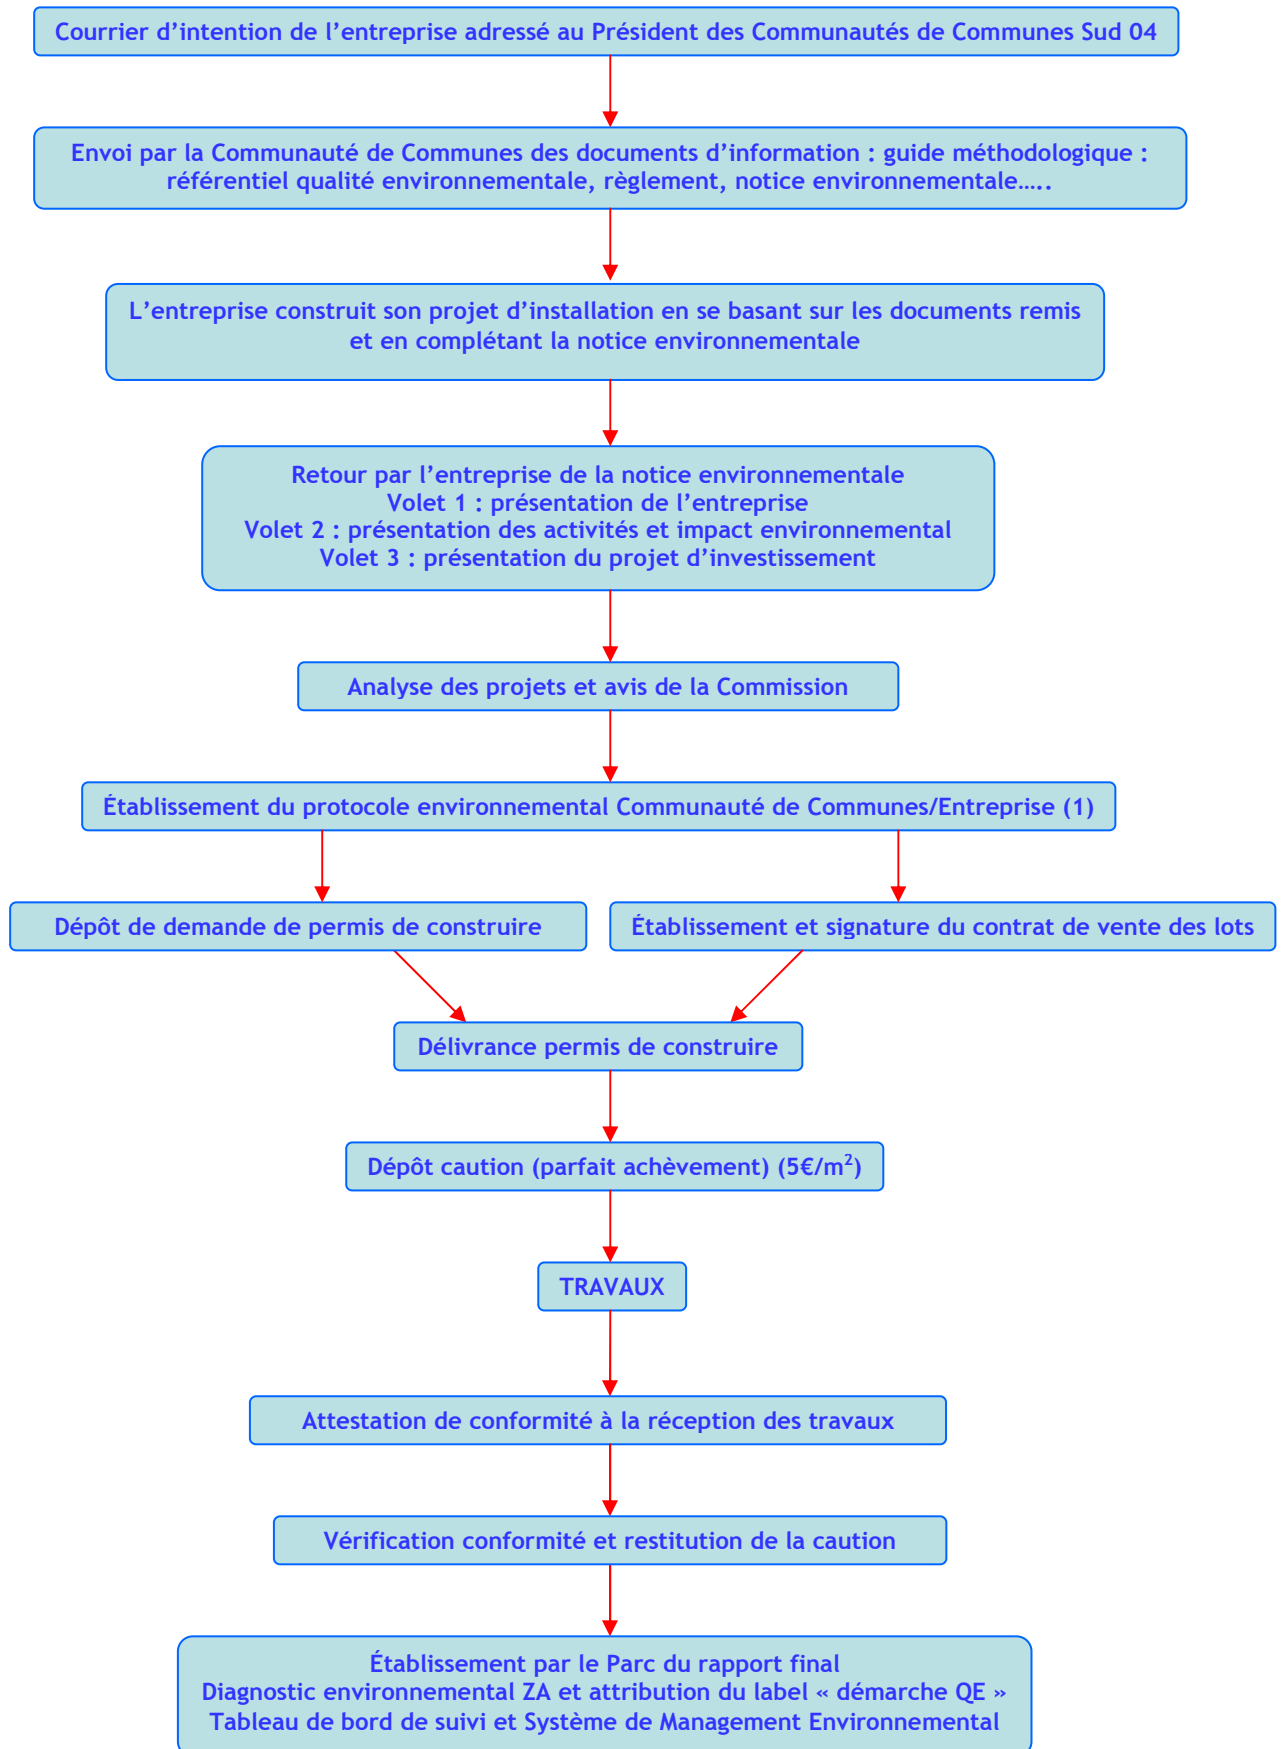 Courrier d’intention de l’entreprise adressé au Président des Communautés de Communes Sud 04
Envoi par la Communauté de Communes des documents d’information : guide méthodologique :
référentiel qualité environnementale, règlement, notice environnementale…..
L’entreprise construit son projet d’installation en se basant sur les documents remis
et en complétant la notice environnementale
Retour par l’entreprise de la notice environnementale
Volet 1 : présentation de l’entreprise
Volet 2 : présentation des activités et impact environnemental
Volet 3 : présentation du projet d’investissement
Analyse des projets et avis de la Commission
Établissement du protocole environnemental Communauté de Communes/Entreprise (1)
Dépôt de demande de permis de construire
Établissement et signature du contrat de vente des lots
Délivrance permis de construire
Dépôt caution (parfait achèvement) (5€/m²)
TRAVAUX
Attestation de conformité à la réception des travaux
Vérification conformité et restitution de la caution
Établissement par le Parc du rapport final
Diagnostic environnemental ZA et attribution du label « démarche QE »
Tableau de bord de suivi et Système de Management Environnemental